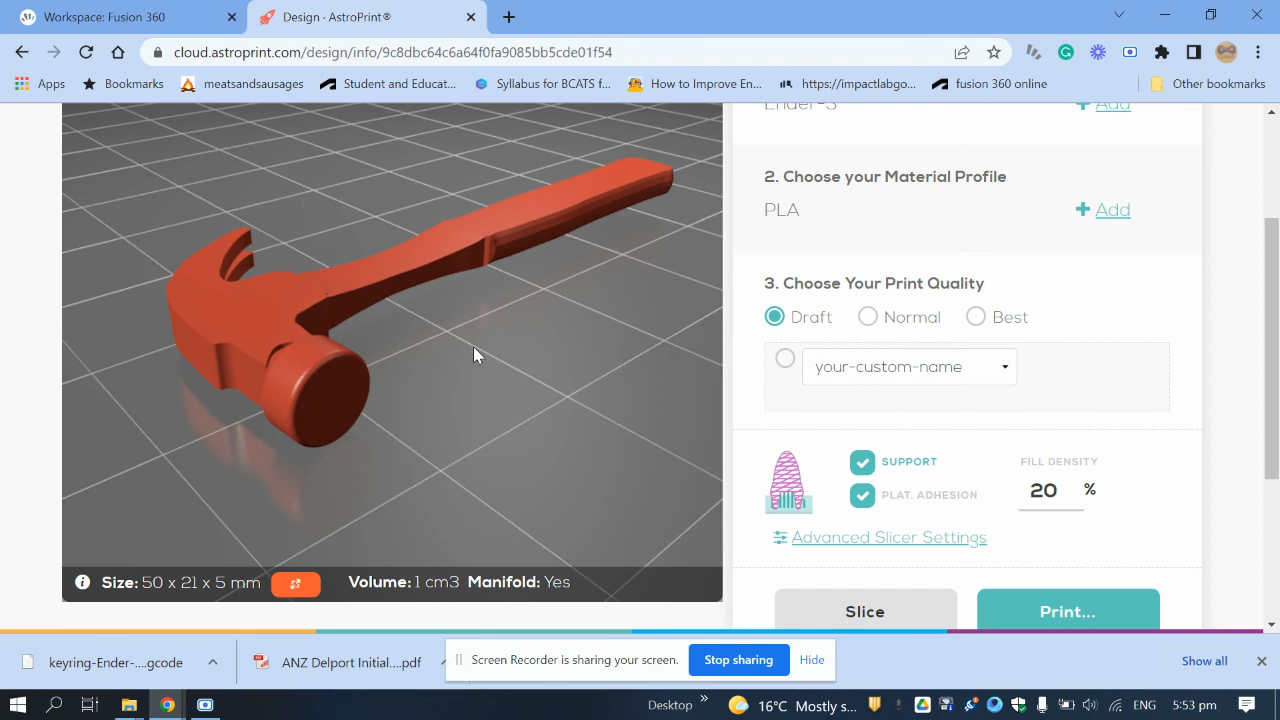 Workspace: Fusion 360
Design · AstroPrint®
cloud.astroprint.com/design/info/9c8dbc64c6a64f0fa9085bb5cde01f54
Apps
Bookmarks
meatsandsausages
Student and Educat...
Syllabus for BCATS f...
How to Improve En...
https://impactlabgo...
fusion 360 online
Other bookmarks
Ender-3
Add
2. Choose your Material Profile
PLA
Add
3. Choose Your Print Quality
Draft
Normal
Best
your-custom-name
SUPPORT
PLAT. ADHESION
FILL DENSITY
20 %
Advanced Slicer Settings
Size: 50 x 21 x 5 mm
Volume: 1 cm3 Manifold: Yes
Slice
Print...
keyring-Ender-....gcode
ANZ Delport Initial....pdf
Screen Recorder is sharing your screen.
Stop sharing
Hide
Show all
Desktop
16°C Mostly s...
ENG
5:53 pm